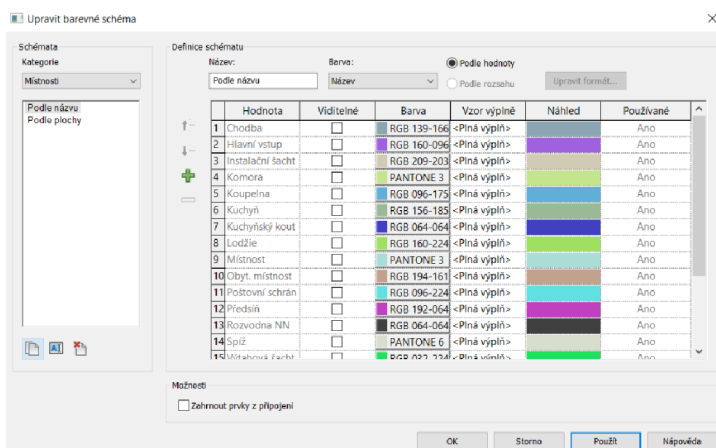 Upravit barevné schéma
Schémata
Kategorie
Místnosti
Podle názvu
Podle plochy
Definice schématu
Název: Barva: Podle hodnoty
Podle názvu Název Podle rozsahu Upravit formát...
Hodnota Viditelné Barva Vzor výplně Náhled Používané
1 Chodba RGB 139-166 <Plná výplň> Ano
2 Hlavní vstup RGB 160-096 <Plná výplň> Ano
3 Instalační šacht RGB 209-203 <Plná výplň> Ano
4 Komora PANTONE 3 <Plná výplň> Ano
5 Koupelna RGB 096-175 <Plná výplň> Ano
6 Kuchyň RGB 156-185 <Plná výplň> Ano
7 Kuchyňský kout RGB 064-064 <Plná výplň> Ano
8 Lodžie RGB 160-224 <Plná výplň> Ano
9 Místnost PANTONE 3 <Plná výplň> Ano
10 Obyt. místnost RGB 194-161 <Plná výplň> Ano
11 Poštovní schrán RGB 096-224 <Plná výplň> Ano
12 Předsíň RGB 192-064 <Plná výplň> Ano
13 Rozvodna NN RGB 064-064 <Plná výplň> Ano
14 Spíž PANTONE 6 <Plná výplň> Ano
15 Výtahová šacht <Plná výplň> Ano
Možnosti
Zahrnout prvky z připojení
OK Storno Použít Nápověda